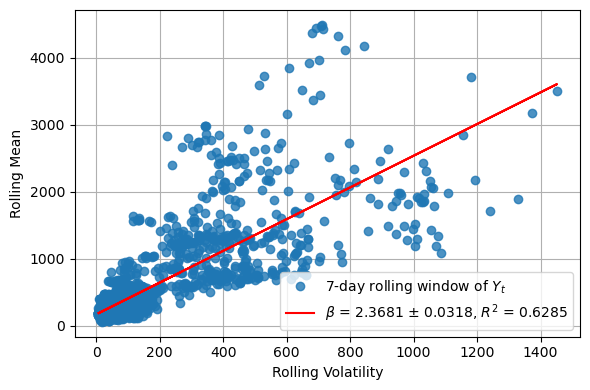 4000
3000
2000
1000
0
Rolling Mean
7-day rolling window of Y_t
β = 2.3681 ± 0.0318, R² = 0.6285
0 200 400 600 800 1000 1200 1400
Rolling Volatility